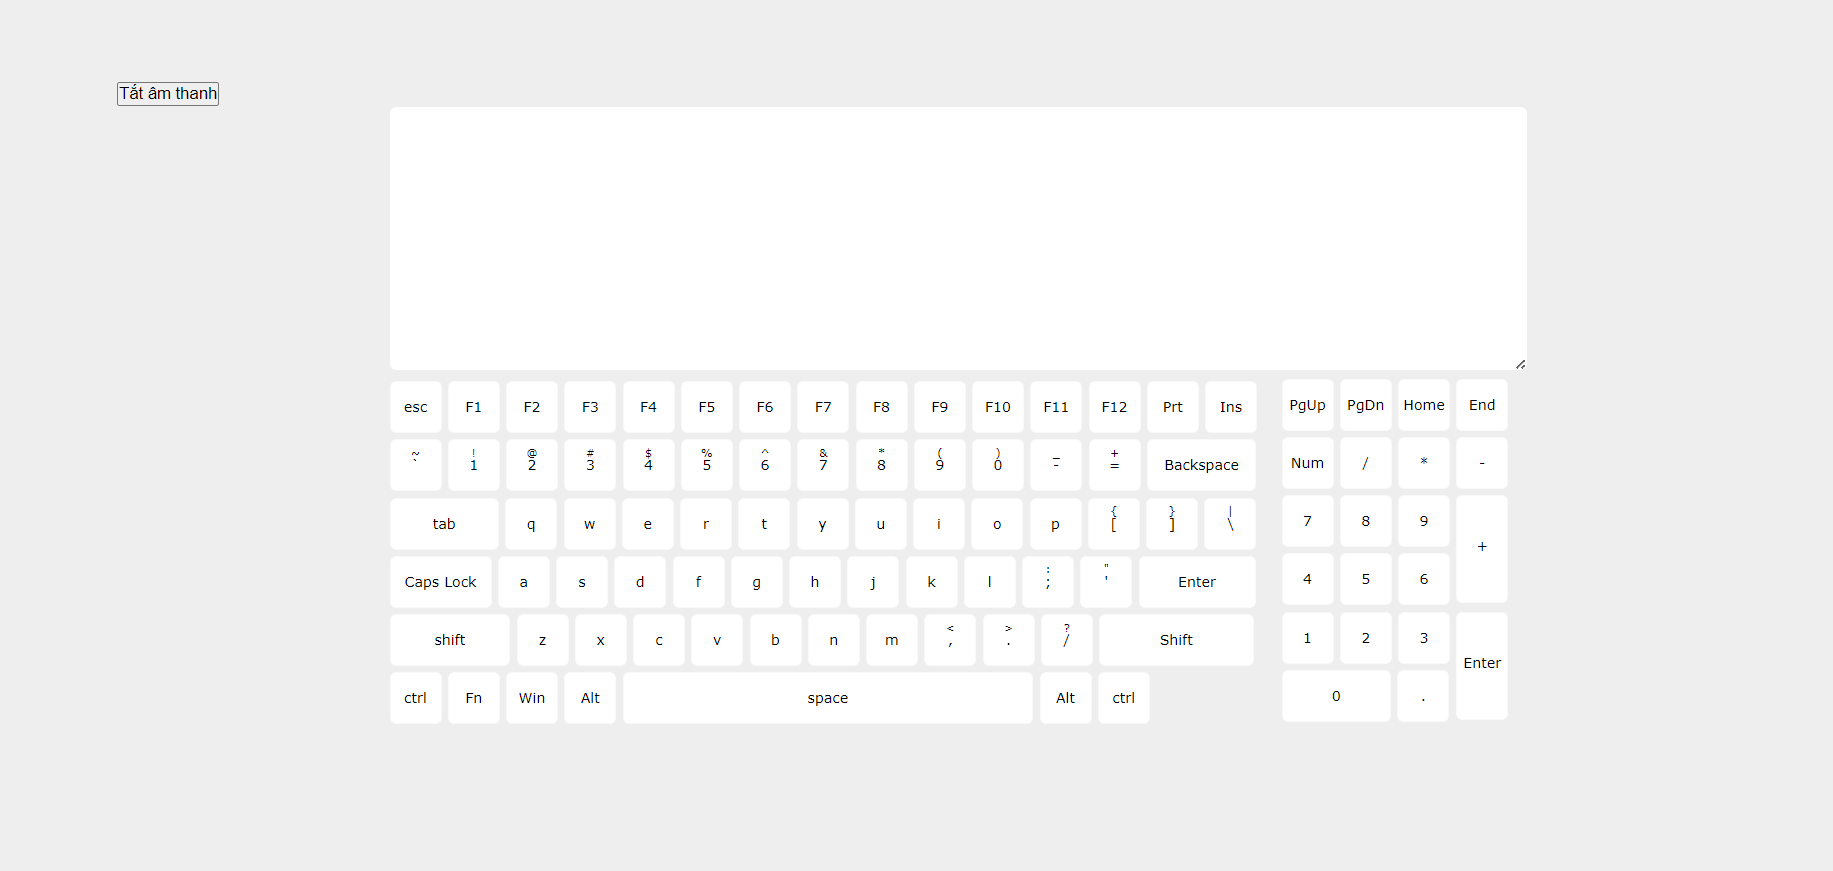 Tắt âm thanh
esc F1 F2 F3 F4 F5 F6 F7 F8 F9 F10 F11 F12 Prt Ins PgUp PgDn Home End
~ ! @ # $ % ^ & * ( ) _ +
` 1 2 3 4 5 6 7 8 9 0 - = Backspace Num / * -
{ } |
tab q w e r t y u i o p [ ] \ 7 8 9
+
: "
Caps Lock a s d f g h j k l ; ' Enter 4 5 6
< > ?
shift z x c v b n m , . / Shift 1 2 3
Enter
ctrl Fn Win Alt space Alt ctrl 0 .